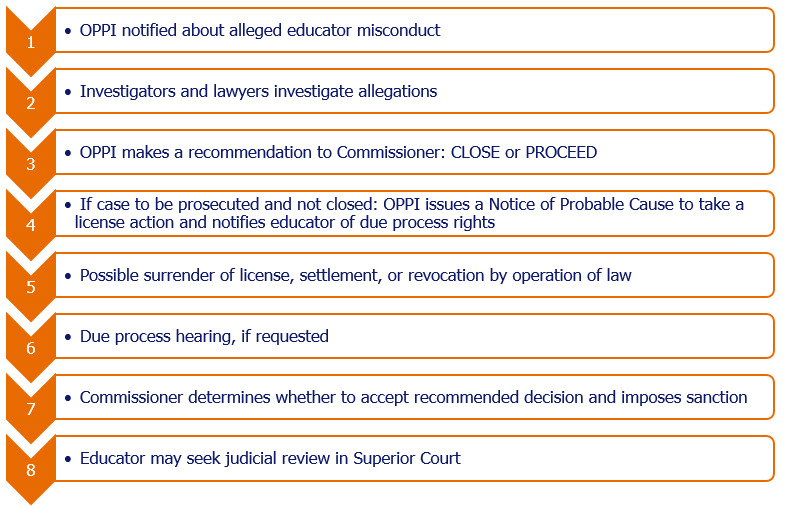 1
• OPPI notified about alleged educator misconduct
2
• Investigators and lawyers investigate allegations
3
• OPPI makes a recommendation to Commissioner: CLOSE or PROCEED
4
• If case to be prosecuted and not closed: OPPI issues a Notice of Probable Cause to take a
license action and notifies educator of due process rights
5
• Possible surrender of license, settlement, or revocation by operation of law
6
• Due process hearing, if requested
7
• Commissioner determines whether to accept recommended decision and imposes sanction
8
• Educator may seek judicial review in Superior Court